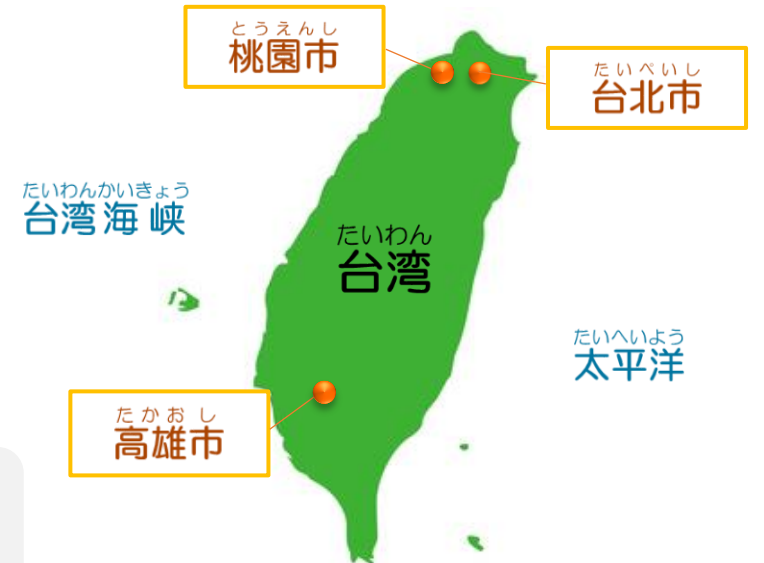 とうえんし
桃園市
たいぺいし
台北市
たいわんかいきょう
台湾海峡
たいわん
台湾
たいへいよう
太平洋
たかおし
高雄市